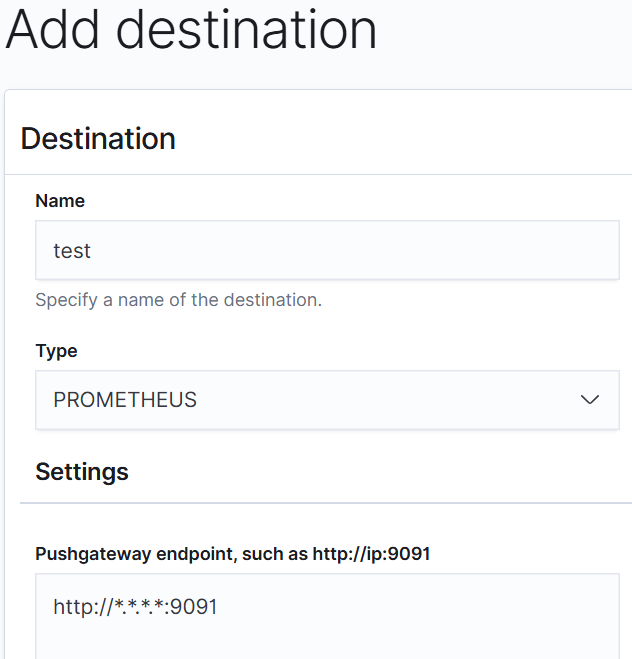 Add destination
Destination
Name
test
Specify a name of the destination.
Type
PROMETHEUS
Settings
Pushgateway endpoint, such as http://ip:9091
http://*.*.*.*:9091